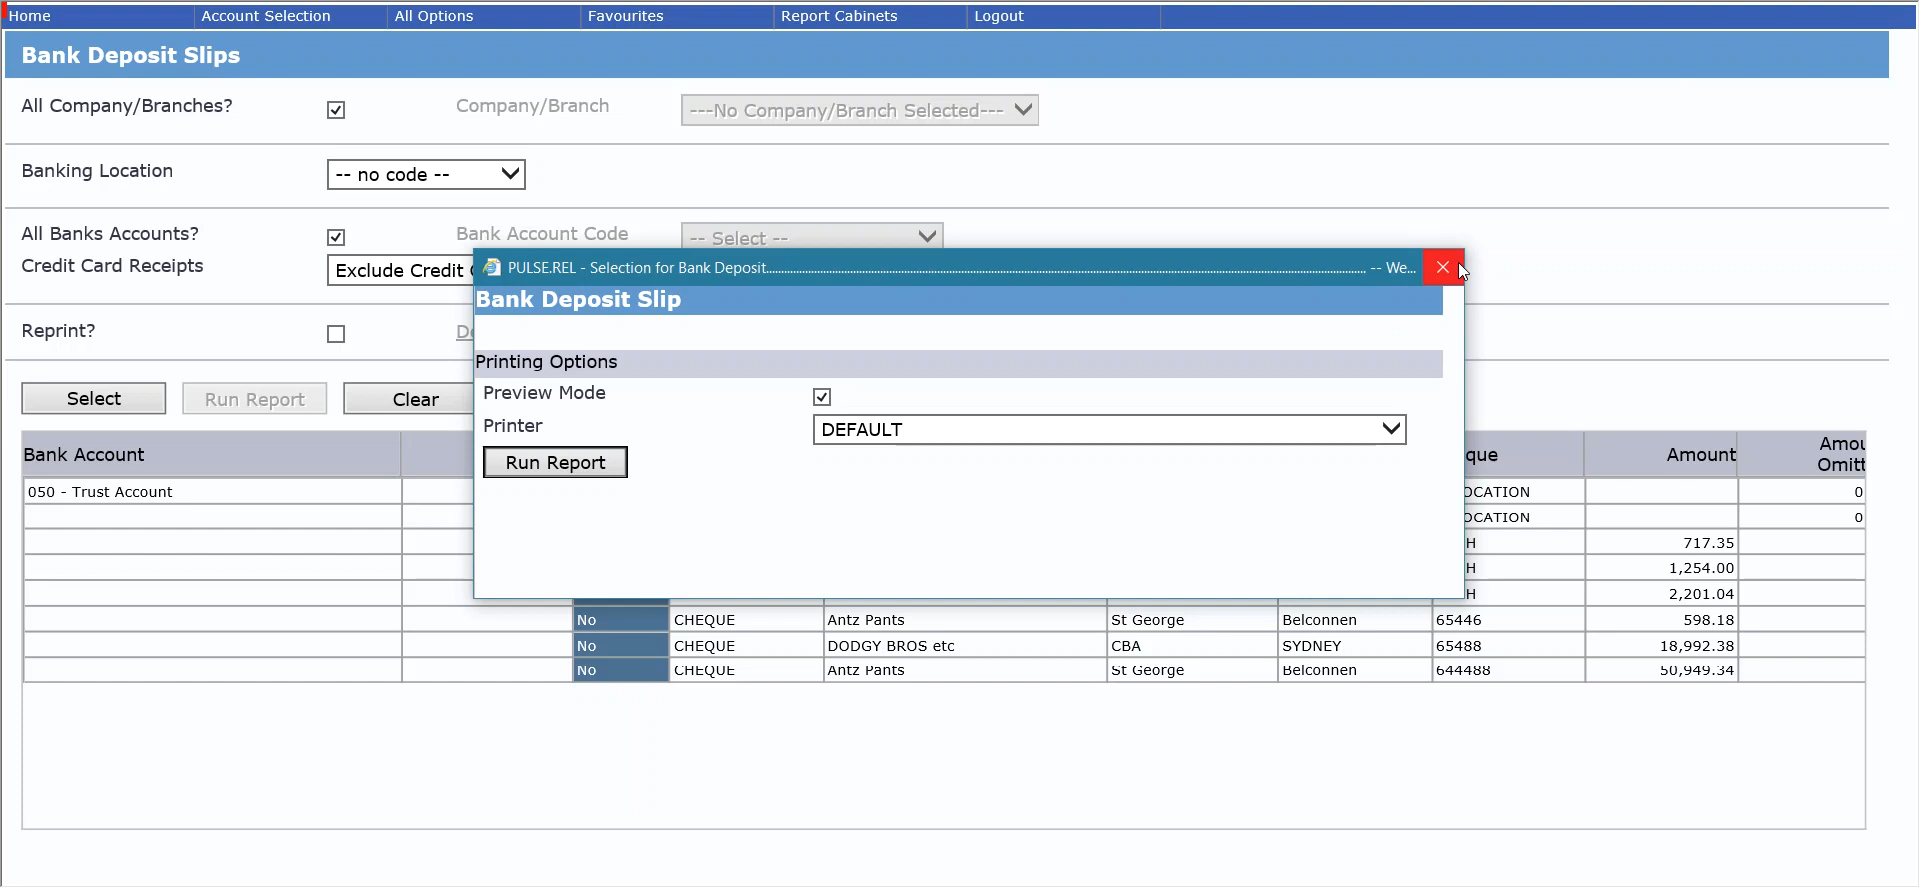 Home Account Selection All Options Favourites Report Cabinets Logout
Bank Deposit Slips
All Company/Branches? Company/Branch ---No Company/Branch Selected---
Banking Location -- no code --
All Banks Accounts? Bank Account Code -- Select --
Credit Card Receipts Exclude Credit
PULSE.REL - Selection for Bank Deposit............ -- We...
Bank Deposit Slip
Reprint?
Printing Options
Preview Mode
Printer DEFAULT
Run Report
Select Run Report Clear
Bank Account que Amount Amou
Omitt
050 - Trust Account OCATION 0
OCATION 0
H 717.35
H 1,254.00
H 2,201.04
No CHEQUE Antz Pants St George Belconnen 65446 598.18
No CHEQUE DODGY BROS etc CBA SYDNEY 65488 18,992.38
No CHEQUE Antz Pants St George Belconnen 644488 50,949.34